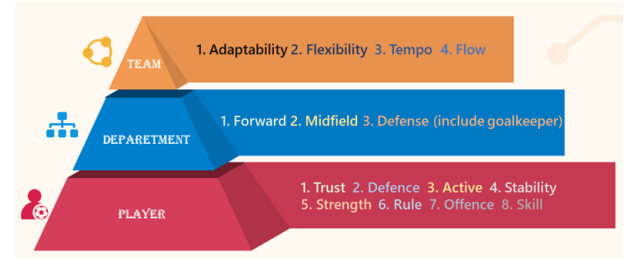 TEAM
1. Adaptability 2. Flexibility 3. Tempo 4. Flow
DEPARETMENT
1. Forward 2. Midfield 3. Defense (include goalkeeper)
PLAYER
1. Trust 2. Defence 3. Active 4. Stability
5. Strength 6. Rule 7. Offence 8. Skill